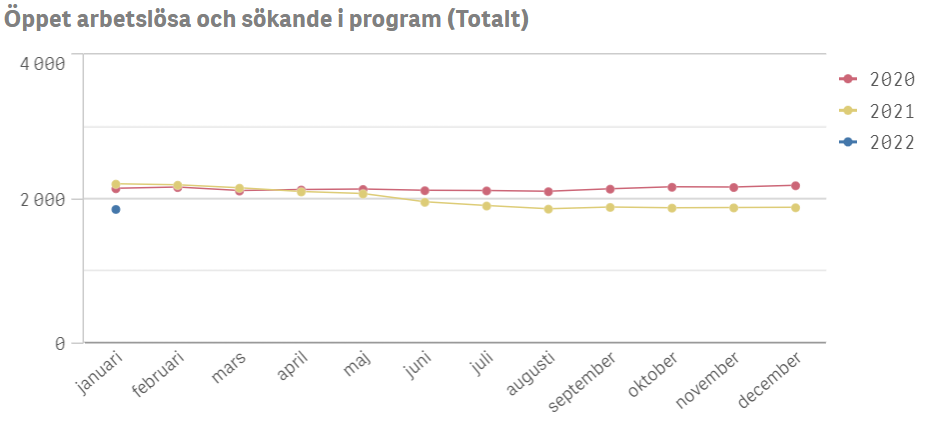 Öppet arbetslösa och sökande i program (Totalt)
4 000
2 000
0
januari
februari
mars
april
maj
juni
juli
augusti
september
oktober
november
december
2020
2021
2022